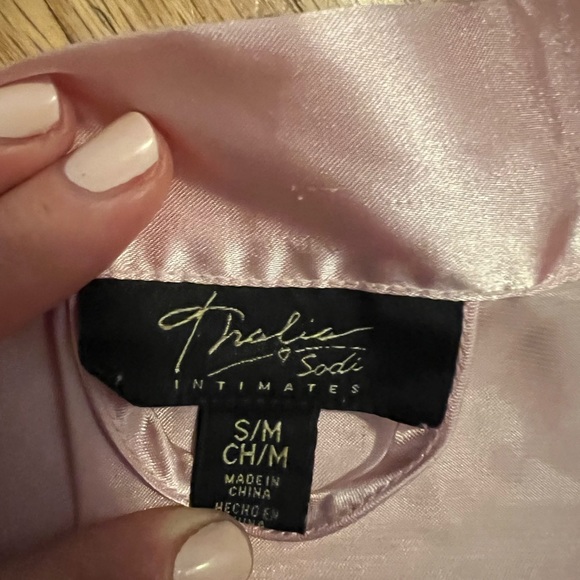 Thalia
Sodi
INTIMATES
S/M
CH/M
MADE IN
CHINA
HECHO EN